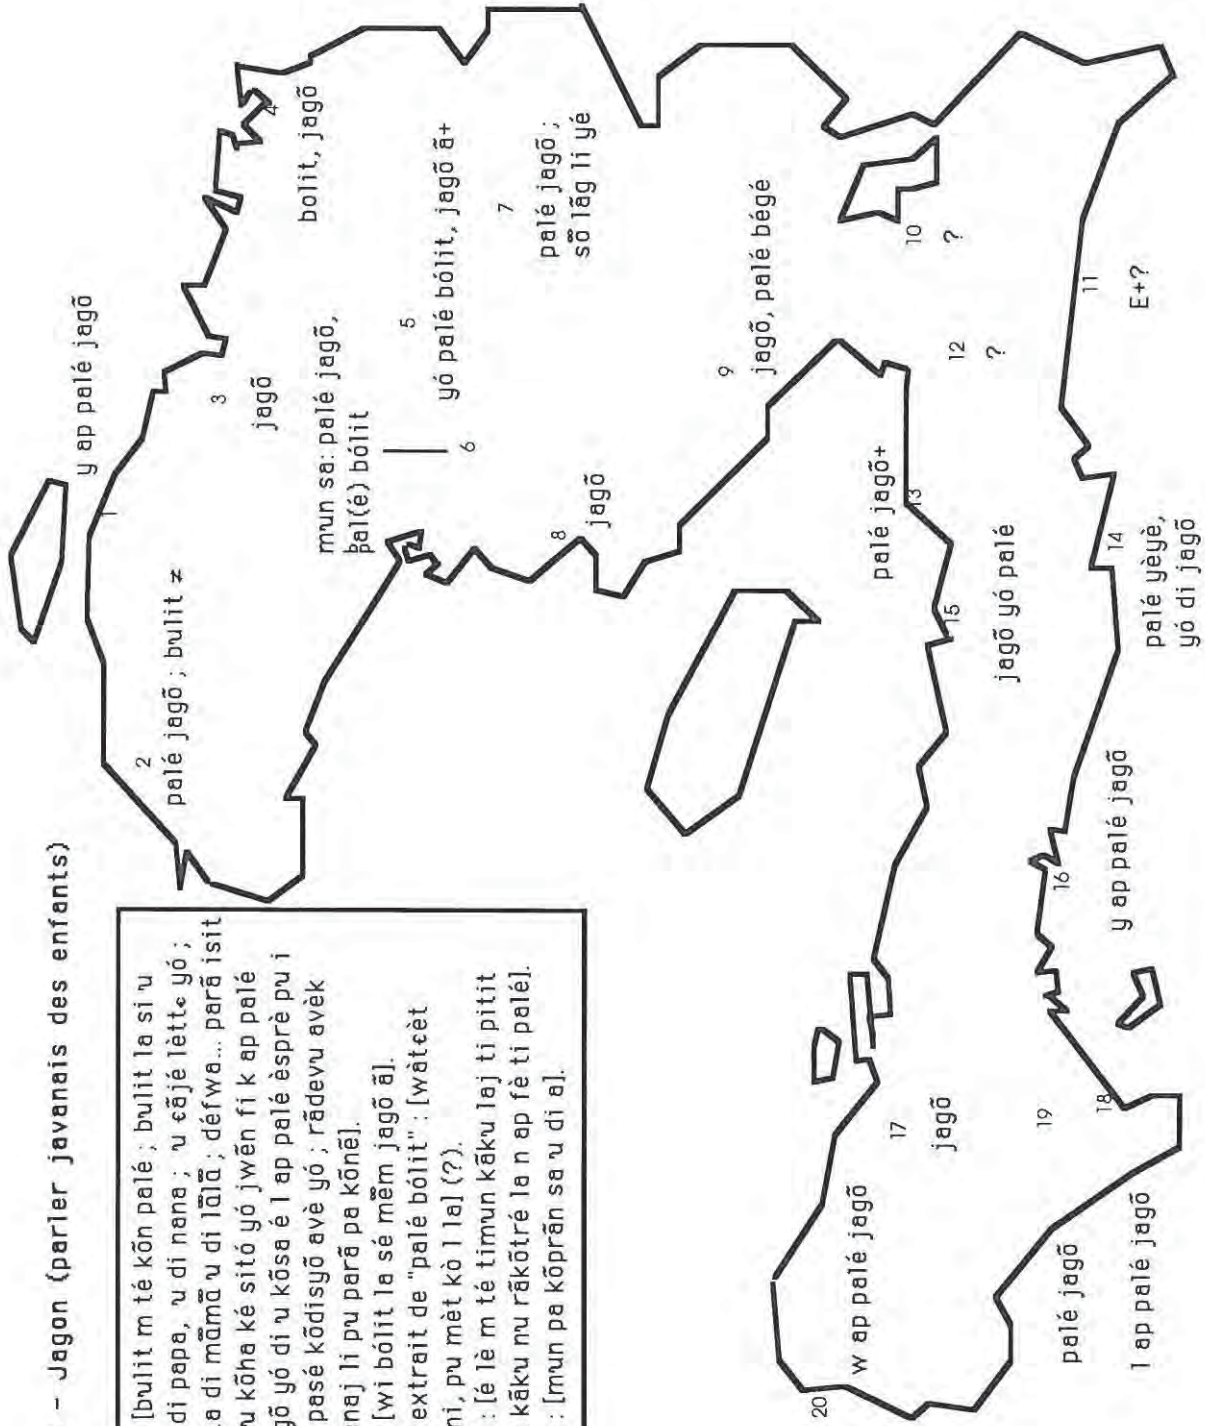 - Jagon (parler javanais des enfants)
[bulit m té kõn palé ; bulit la si u
di papa, u di nana ; u cãjé lèttc yó ;
a di mãmã u di lãlã ; défwa... parã isit
u kõha ké sitó yó jwẽn fi k ap palé
gõ yó di u kõsa é l ap palé èsprè pu i
pasé kõdisyõ avè yó ; rãdevu avèk
naj li pu parã pa kõnẽ].
[wi bólit la sé mẽm jagõ ã].
extrait de "palé bólit" : [wàtcèt
ni, pu mèt kò l la] (?).
: [é lè m té timun kãku laj ti pitit
kãku nu rãkõtré la n ap fè ti palé].
: [mun pa kõprãn sa u di a].
1
y ap palé jagõ
2
palé jagõ ; bulit ≠
3
jagõ
4
bolit, jagõ
5
yó palé bólit, jagõ ã+
mun sa: palé jagõ,
pal(é) bólit
6
7
palé jagõ ;
sõ lãg li yé
8
jagõ
9
jagõ, palé bégé
10
?
11
E+?
12
?
13
palé jagõ+
14
palé yèyè,
yó di jagõ
15
jagõ yó palé
16
y ap palé jagõ
17
jagõ
18
l ap palé jagõ
19
palé jagõ
20
w ap palé jagõ